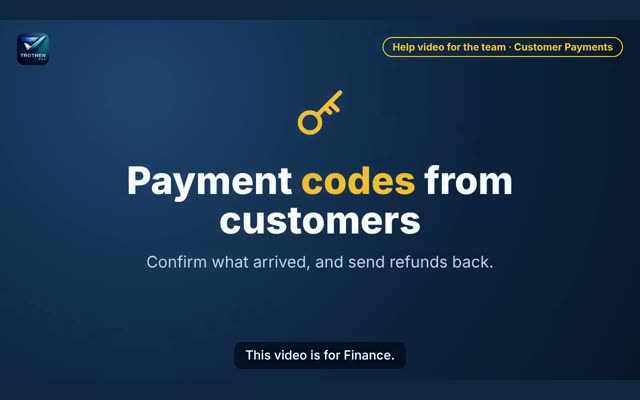 TROTHEN
Help video for the team · Customer Payments
Payment codes from
customers
Confirm what arrived, and send refunds back.
This video is for Finance.